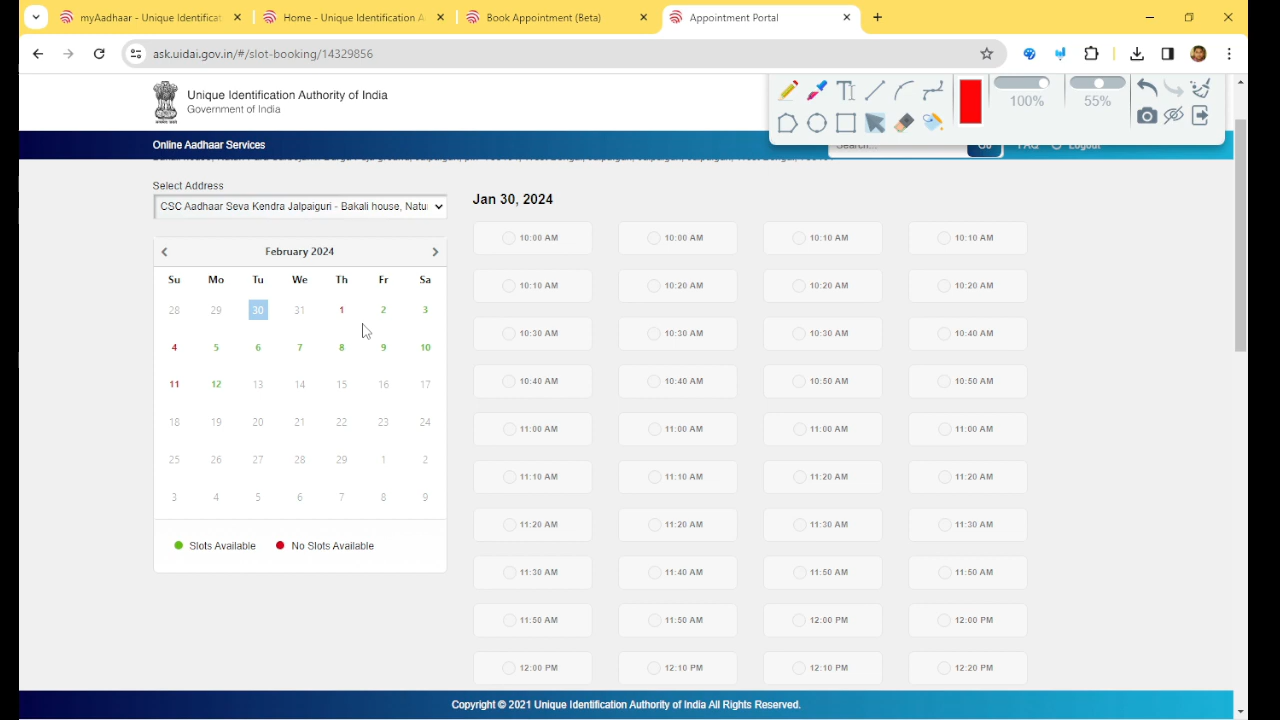 myAadhaar - Unique Identificat
Home - Unique Identification A
Book Appointment (Beta)
Appointment Portal
ask.uidai.gov.in/#/slot-booking/14329856
Unique Identification Authority of India
Government of India
100%
55%
Online Aadhaar Services
Search...
Go
FAQ
Logout
Select Address
CSC Aadhaar Seva Kendra Jalpaiguri - Bakali house, Natu
February 2024
Su Mo Tu We Th Fr Sa
28 29 30 31 1 2 3
4 5 6 7 8 9 10
11 12 13 14 15 16 17
18 19 20 21 22 23 24
25 26 27 28 29 1 2
3 4 5 6 7 8 9
Slots Available No Slots Available
Jan 30, 2024
10:00 AM 10:00 AM 10:10 AM 10:10 AM
10:10 AM 10:20 AM 10:20 AM 10:20 AM
10:30 AM 10:30 AM 10:30 AM 10:40 AM
10:40 AM 10:40 AM 10:50 AM 10:50 AM
11:00 AM 11:00 AM 11:00 AM 11:00 AM
11:10 AM 11:10 AM 11:20 AM 11:20 AM
11:20 AM 11:20 AM 11:30 AM 11:30 AM
11:30 AM 11:40 AM 11:50 AM 11:50 AM
11:50 AM 11:50 AM 12:00 PM 12:00 PM
12:00 PM 12:10 PM 12:10 PM 12:20 PM
Copyright © 2021 Unique Identification Authority of India All Rights Reserved.